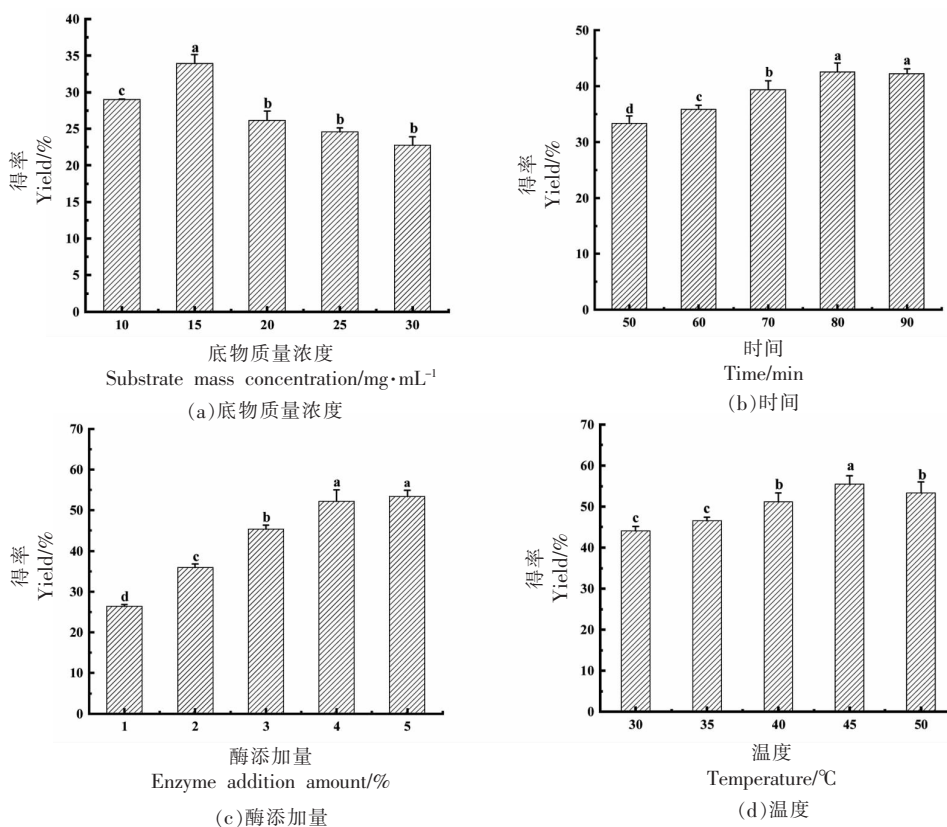 40
35
30
25
20
15
10
5
0
得率
Yield/%
c
a
b
b
b
10 15 20 25 30
底物质量浓度
Substrate mass concentration/mg·mL⁻¹
(a)底物质量浓度
50
40
30
20
10
0
得率
Yield/%
d
c
b
a
a
50 60 70 80 90
时间
Time/min
(b)时间
70
60
50
40
30
20
10
0
得率
Yield/%
d
c
b
a
a
1 2 3 4 5
酶添加量
Enzyme addition amount/%
(c)酶添加量
70
60
50
40
30
20
10
0
得率
Yield/%
c
c
b
a
b
30 35 40 45 50
温度
Temperature/℃
(d)温度